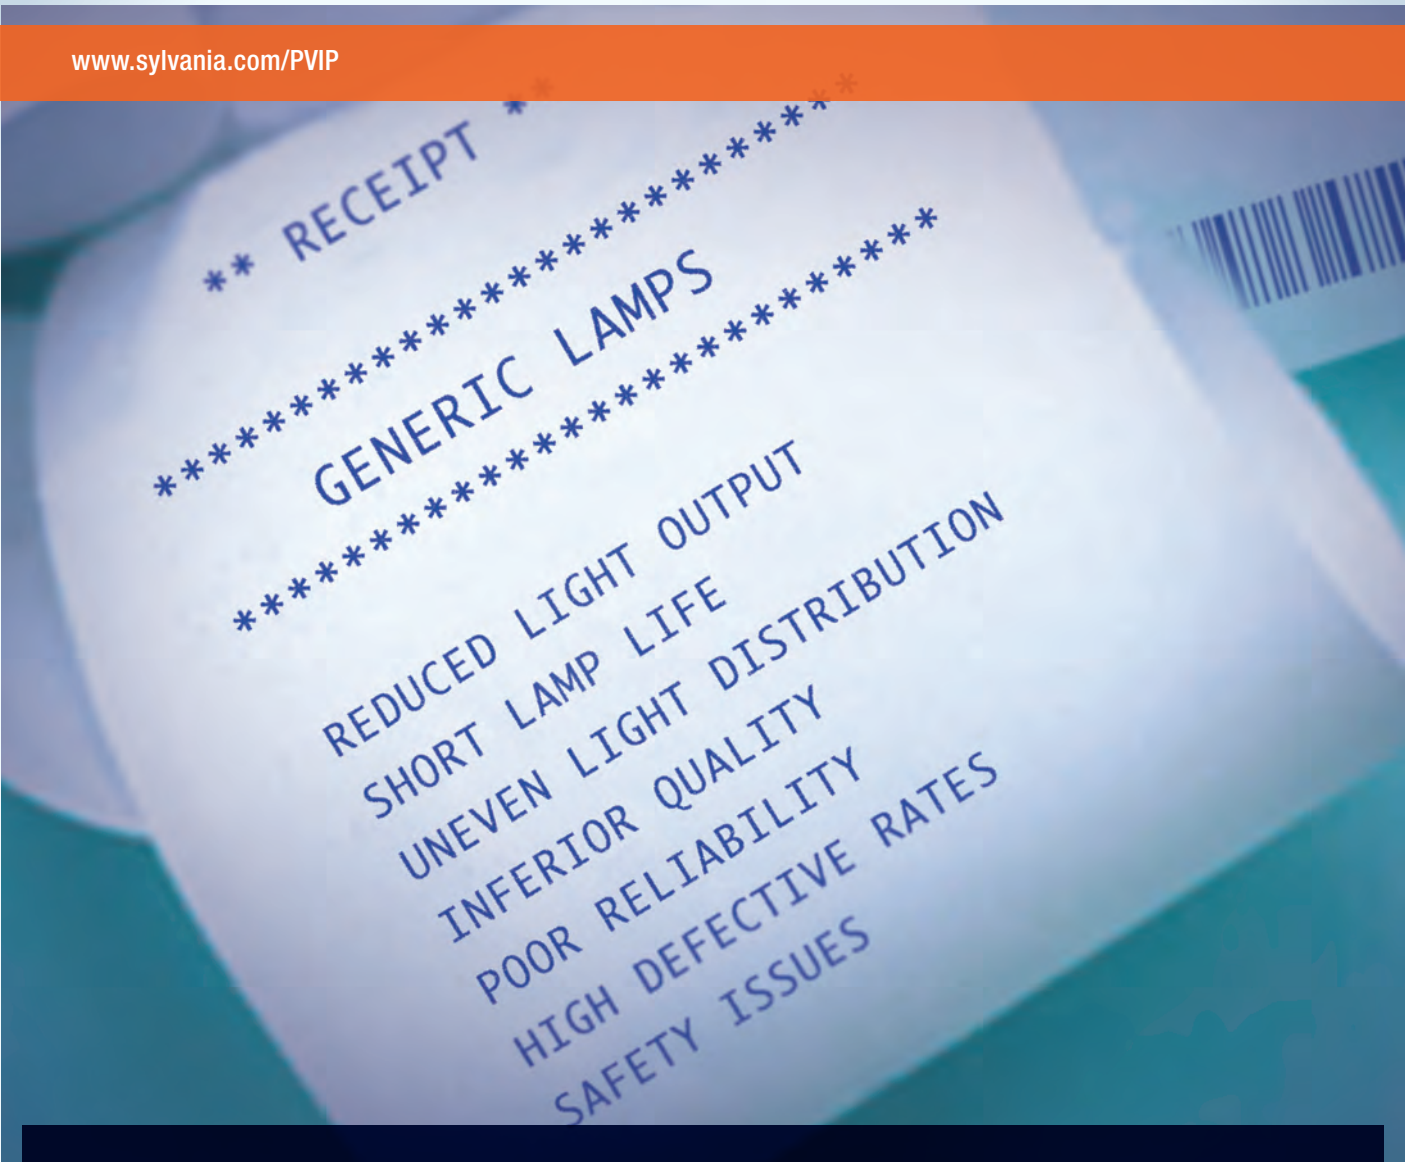 www.sylvania.com/PVIP
** RECEIPT **
**************************
GENERIC LAMPS
**************************
REDUCED LIGHT OUTPUT
SHORT LAMP LIFE
UNEVEN LIGHT DISTRIBUTION
INFERIOR QUALITY
POOR RELIABILITY
HIGH DEFECTIVE RATES
SAFETY ISSUES